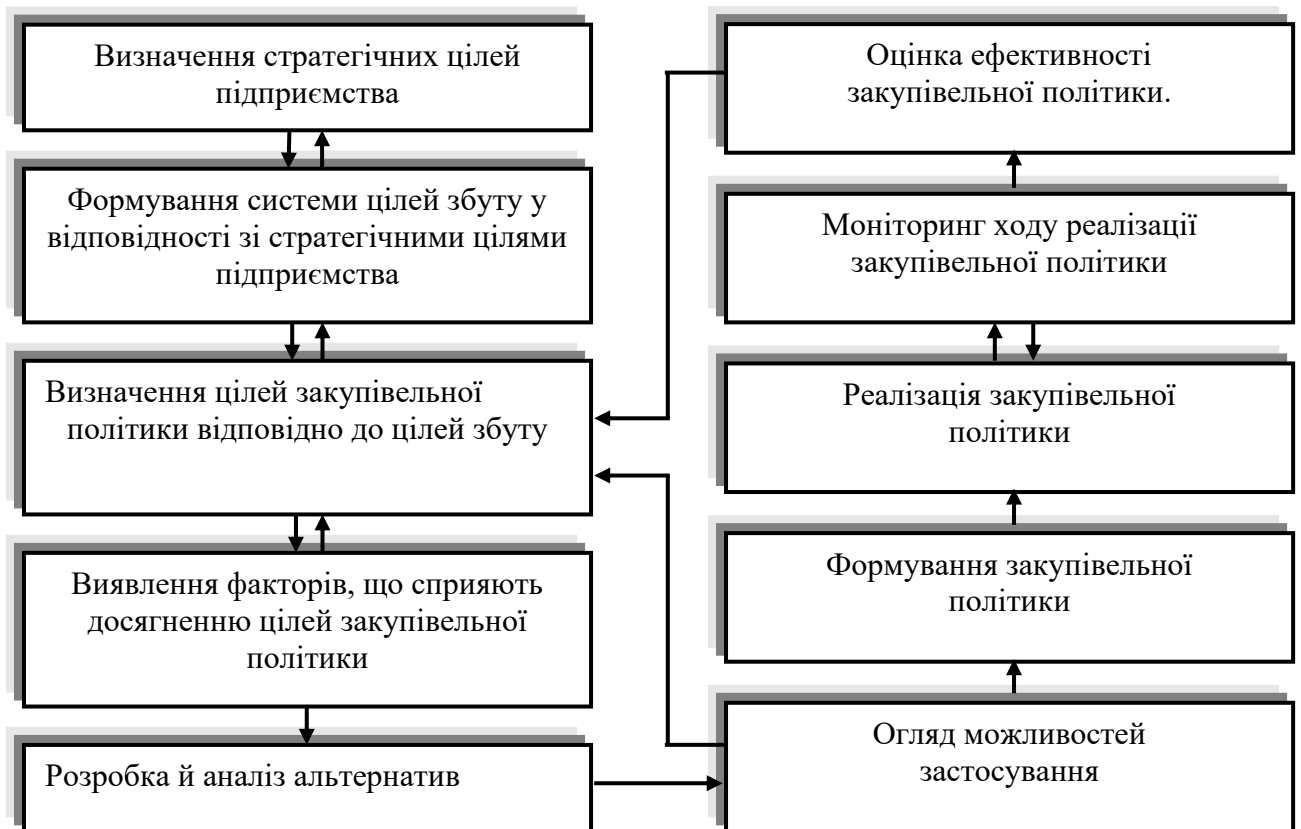 Визначення стратегічних цілей
підприємства
Формування системи цілей збуту у
відповідності зі стратегічними цілями
підприємства
Визначення цілей закупівельної
політики відповідно до цілей збуту
Виявлення факторів, що сприяють
досягненню цілей закупівельної
політики
Розробка й аналіз альтернатив
Оцінка ефективності
закупівельної політики.
Моніторинг ходу реалізації
закупівельної політики
Реалізація закупівельної
політики
Формування закупівельної
політики
Огляд можливостей
застосування